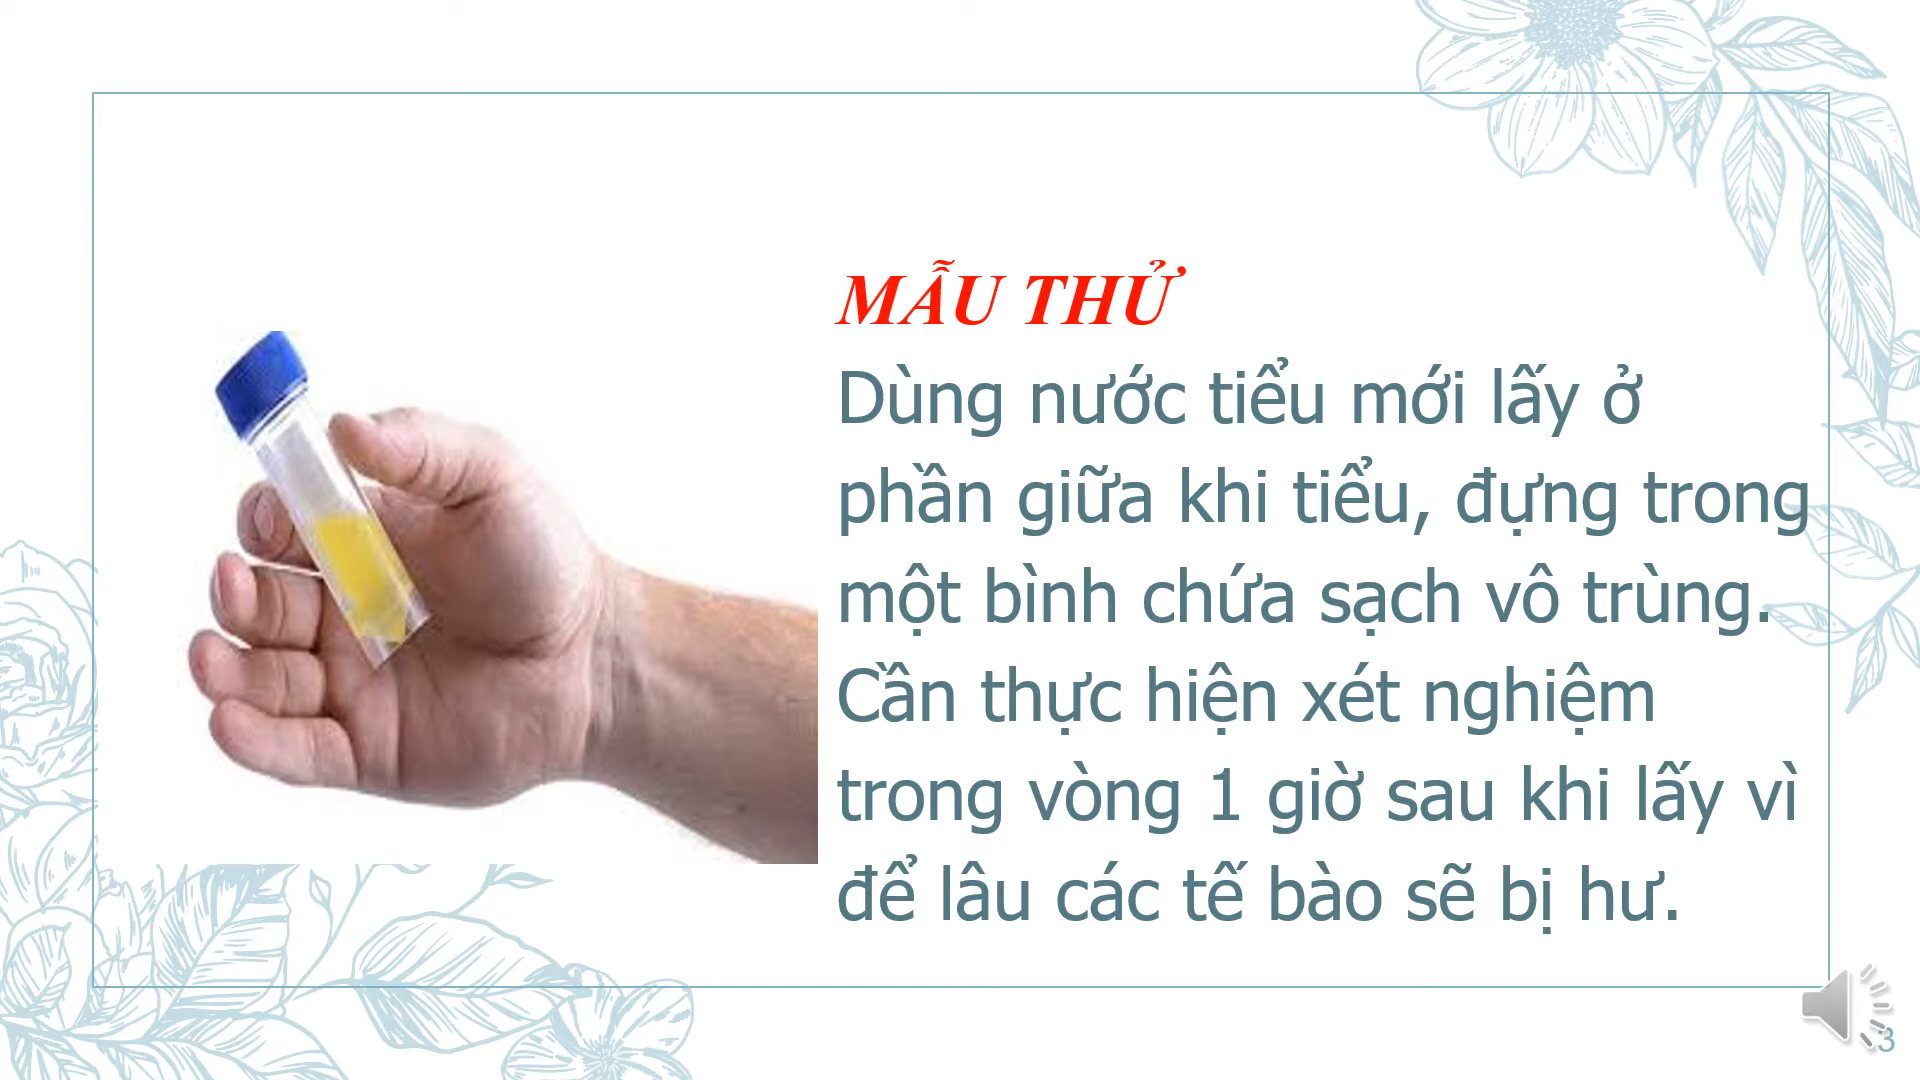 MẪU THỬ
Dùng nước tiểu mới lấy ở
phần giữa khi tiểu, đựng trong
một bình chứa sạch vô trùng.
Cần thực hiện xét nghiệm
trong vòng 1 giờ sau khi lấy vì
để lâu các tế bào sẽ bị hư.
3